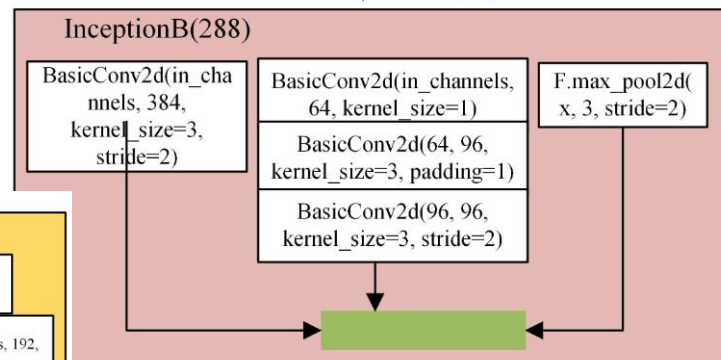 InceptionB(288)
BasicConv2d(in_cha
nnels, 384,
kernel_size=3,
stride=2)
BasicConv2d(in_channels,
64, kernel_size=1)
BasicConv2d(64, 96,
kernel_size=3, padding=1)
BasicConv2d(96, 96,
kernel_size=3, stride=2)
F.max_pool2d(
x, 3, stride=2)
s, 192,